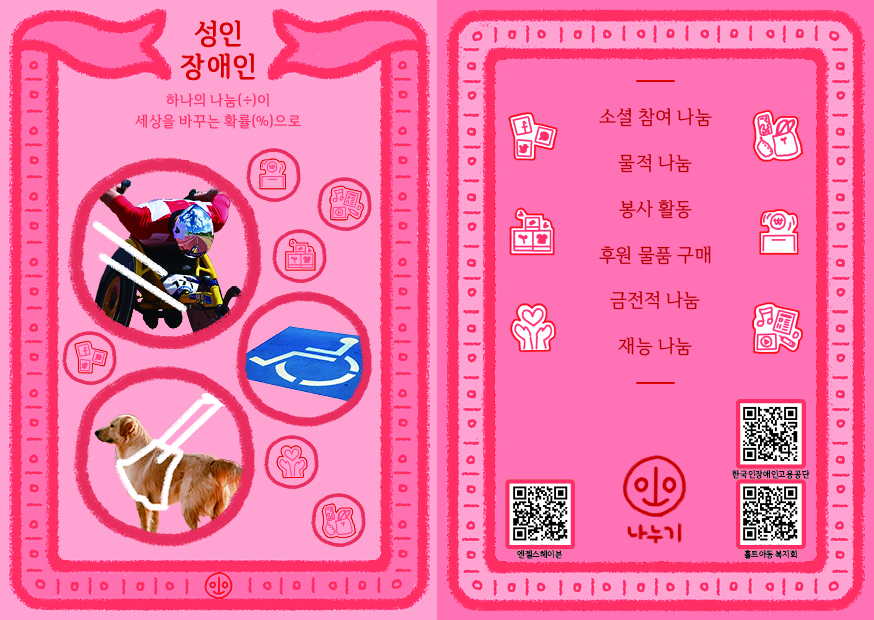 성인
장애인
하나의 나눔(÷)이
세상을 바꾸는 확률(%)으로
소셜 참여 나눔
물적 나눔
봉사 활동
후원 물품 구매
금전적 나눔
재능 나눔
나누기
엔젤스헤이븐
한국인장애인고용공단
홀트아동 복지회